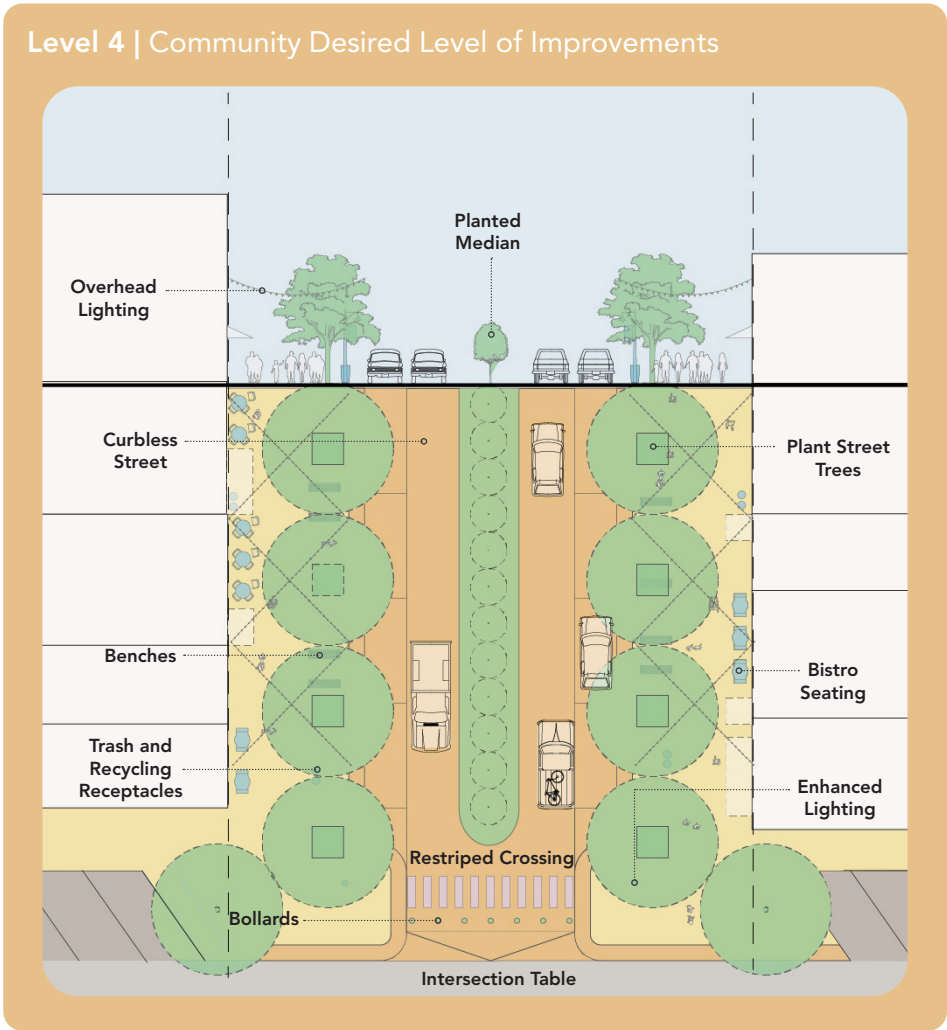 Level 4 | Community Desired Level of Improvements
Planted
Median
Overhead
Lighting
Curbless
Street
Plant Street
Trees
Benches
Bistro
Seating
Trash and
Recycling
Receptacles
Enhanced
Lighting
Restriped Crossing
Bollards
Intersection Table